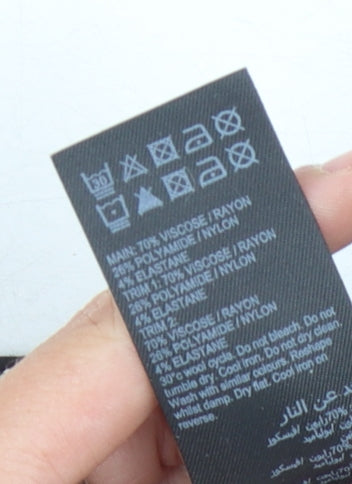 30
MAIN: 70% VISCOSE / RAYON
26% POLYAMIDE / NYLON
4% ELASTANE
TRIM 1: 70% VISCOSE / RAYON
26% POLYAMIDE / NYLON
4% ELASTANE
TRIM 2:
70% VISCOSE / RAYON
26% POLYAMIDE / NYLON
4% ELASTANE
30°c wool cycle. Do not bleach. Do not
tumble dry. Cool iron. Do not dry clean.
Wash with similar colours. Reshape
whilst damp. Dry flat. Cool iron on
reverse.
عن النار